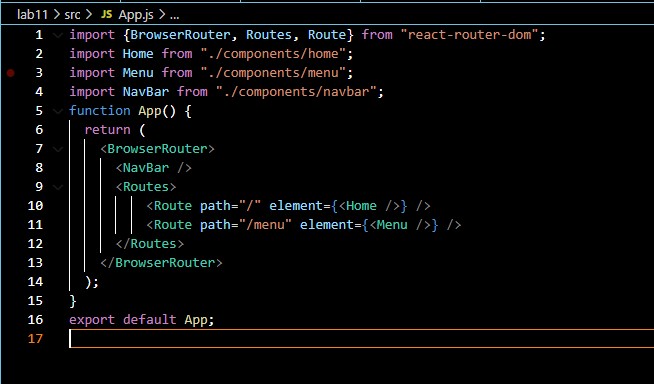 lab11 > src > JS App.js > ...
1 import {BrowserRouter, Routes, Route} from "react-router-dom";
2 import Home from "./components/home";
3 import Menu from "./components/menu";
4 import NavBar from "./components/navbar";
5 function App() {
6 return (
7 <BrowserRouter>
8 <NavBar />
9 <Routes>
10 <Route path="/" element={<Home />} />
11 <Route path="/menu" element={<Menu />} />
12 </Routes>
13 </BrowserRouter>
14 );
15 }
16 export default App;
17